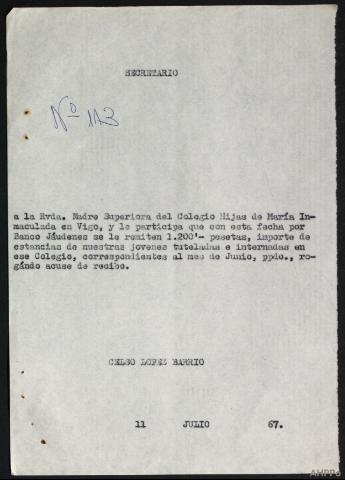 SECRETARIO
Nº 113
a la Rvda. Madre Superiora del Colegio Hijas de María In-
maculada en Vigo, y le participa que con esta fecha por
Banco Jáudenes se le remiten 1.200'- pesetas, importe de
estancias de nuestras jovenes tuteladas e internadas en
ese Colegio, correspondientes al mes de Junio, ppdo., ro-
gándo acuse de recibo.
CELSO LOPEZ BARRIO
11 JULIO 67.
AHPPo